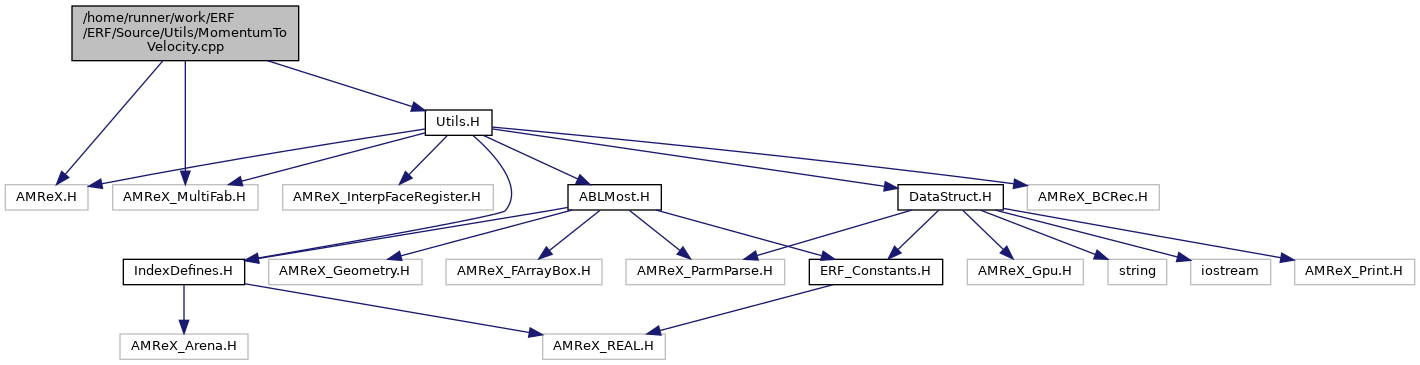 /home/runner/work/ERF
/ERF/Source/Utils/MomentumTo
Velocity.cpp
Utils.H
AMReX.H
AMReX_MultiFab.H
AMReX_InterpFaceRegister.H
ABLMost.H
DataStruct.H
AMReX_BCRec.H
IndexDefines.H
AMReX_Geometry.H
AMReX_FArrayBox.H
AMReX_ParmParse.H
ERF_Constants.H
AMReX_Gpu.H
string
iostream
AMReX_Print.H
AMReX_Arena.H
AMReX_REAL.H